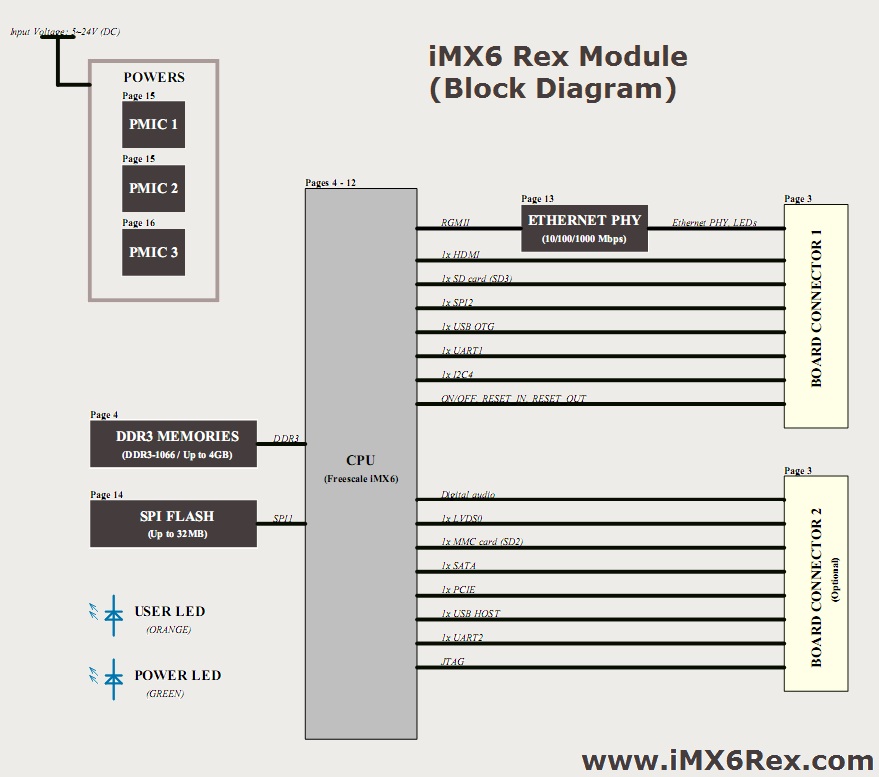 Input Voltage: 5~24V (DC)
iMX6 Rex Module
(Block Diagram)
POWERS
Page 15
PMIC 1
Page 15
PMIC 2
Page 16
PMIC 3
Pages 4 - 12
CPU
(Freescale iMX6)
Page 4
DDR3 MEMORIES
(DDR3-1066 / Up to 4GB)
DDR3
Page 14
SPI FLASH
(Up to 32MB)
SPI1
USER LED
(ORANGE)
POWER LED
(GREEN)
RGMII
Page 13
ETHERNET PHY
(10/100/1000 Mbps)
Ethernet PHY, LEDs
1x HDMI
1x SD card (SD3)
1x SPI2
1x USB OTG
1x UART1
1x I2C4
ON/OFF, RESET_IN, RESET_OUT
Page 3
BOARD CONNECTOR 1
Digital audio
1x LVDS0
1x MMC card (SD2)
1x SATA
1x PCIE
1x USB HOST
1x UART2
JTAG
Page 3
BOARD CONNECTOR 2
(Optional)
www.iMX6Rex.com